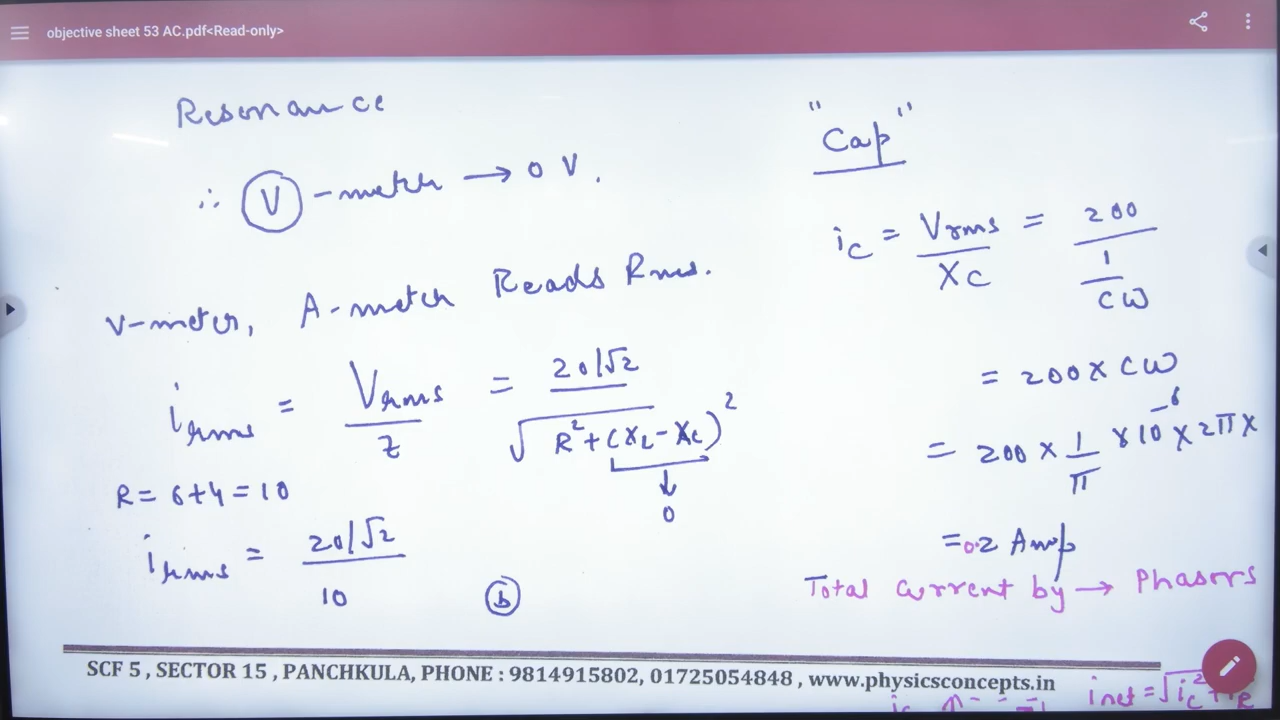 objective sheet 53 AC.pdf<Read-only>
Resonance
∴ (V) -meter → 0 V.
V-meter, A-meter Reads Rms.
i_rms = V_rms / Z = 20/√2 / √(R² + (X_L - X_C)²
↓
0
R = 6+4 = 10
i_rms = 20/√2 / 10
(b)
"Cap"
i_C = V_rms / X_C = 200 / (1 / Cω)
= 200 × Cω
= 200 × 1/π × 10⁻⁶ × 2π ×
= 0.2 Amp
Total current by → Phasors
SCF 5 , SECTOR 15 , PANCHKULA, PHONE : 9814915802, 01725054848 , www.physicsconcepts.in
i net = √i_C² + i_R